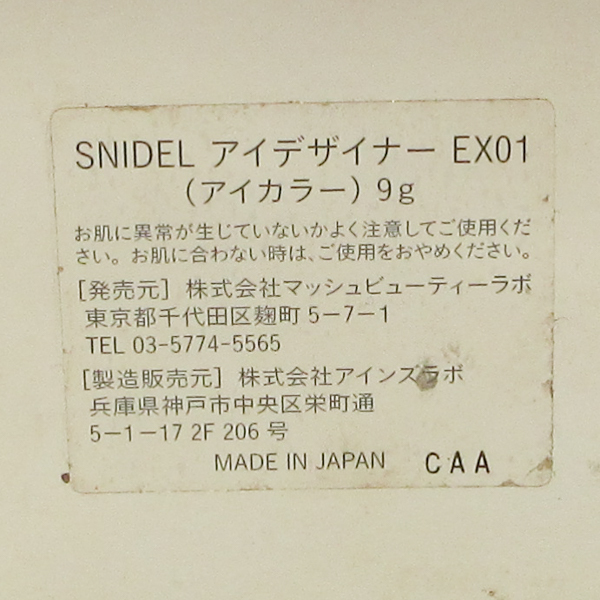 SNIDEL アイデザイナー EX01
（アイカラー）9g
お肌に異常が生じていないかよく注意してご使用くだ
さい。お肌に合わない時は、ご使用をおやめください。
［発売元］株式会社マッシュビューティーラボ
東京都千代田区麹町 5-7-1
TEL 03-5774-5565
［製造販売元］株式会社アインズラボ
兵庫県神戸市中央区栄町通
5-1-17 2F 206 号
MADE IN JAPAN CAA